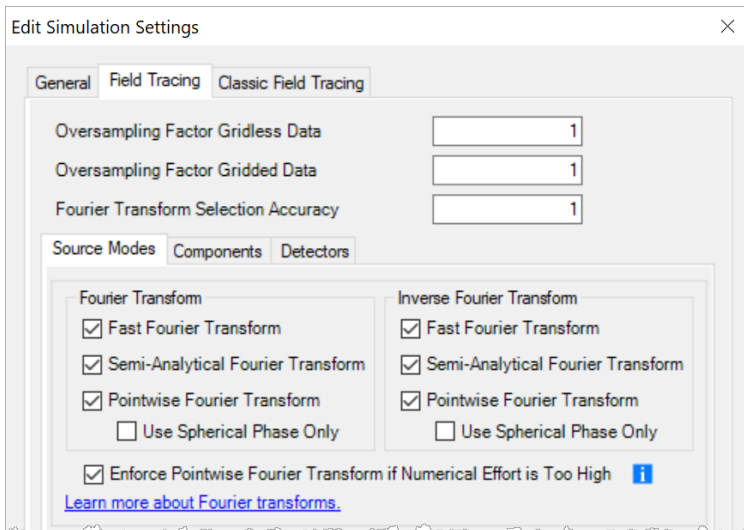 Edit Simulation Settings
General Field Tracing Classic Field Tracing
Oversampling Factor Gridless Data 1
Oversampling Factor Gridded Data 1
Fourier Transform Selection Accuracy 1
Source Modes Components Detectors
Fourier Transform Inverse Fourier Transform
Fast Fourier Transform Fast Fourier Transform
Semi-Analytical Fourier Transform Semi-Analytical Fourier Transform
Pointwise Fourier Transform Pointwise Fourier Transform
Use Spherical Phase Only Use Spherical Phase Only
Enforce Pointwise Fourier Transform if Numerical Effort is Too High i
Learn more about Fourier transforms.